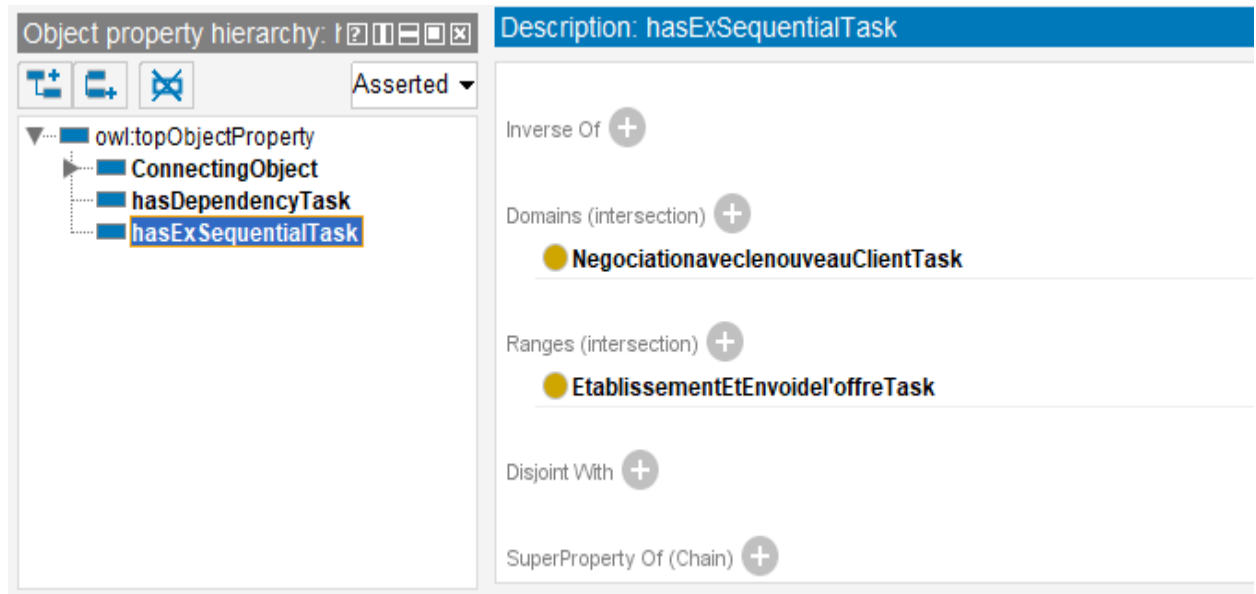 Object property hierarchy: h
Asserted
owl:topObjectProperty
ConnectingObject
hasDependencyTask
hasExSequentialTask
Description: hasExSequentialTask
Inverse Of
Domains (intersection)
NegociationaveclenouveauClientTask
Ranges (intersection)
EtablissementEtEnvoidel'offreTask
Disjoint With
SuperProperty Of (Chain)